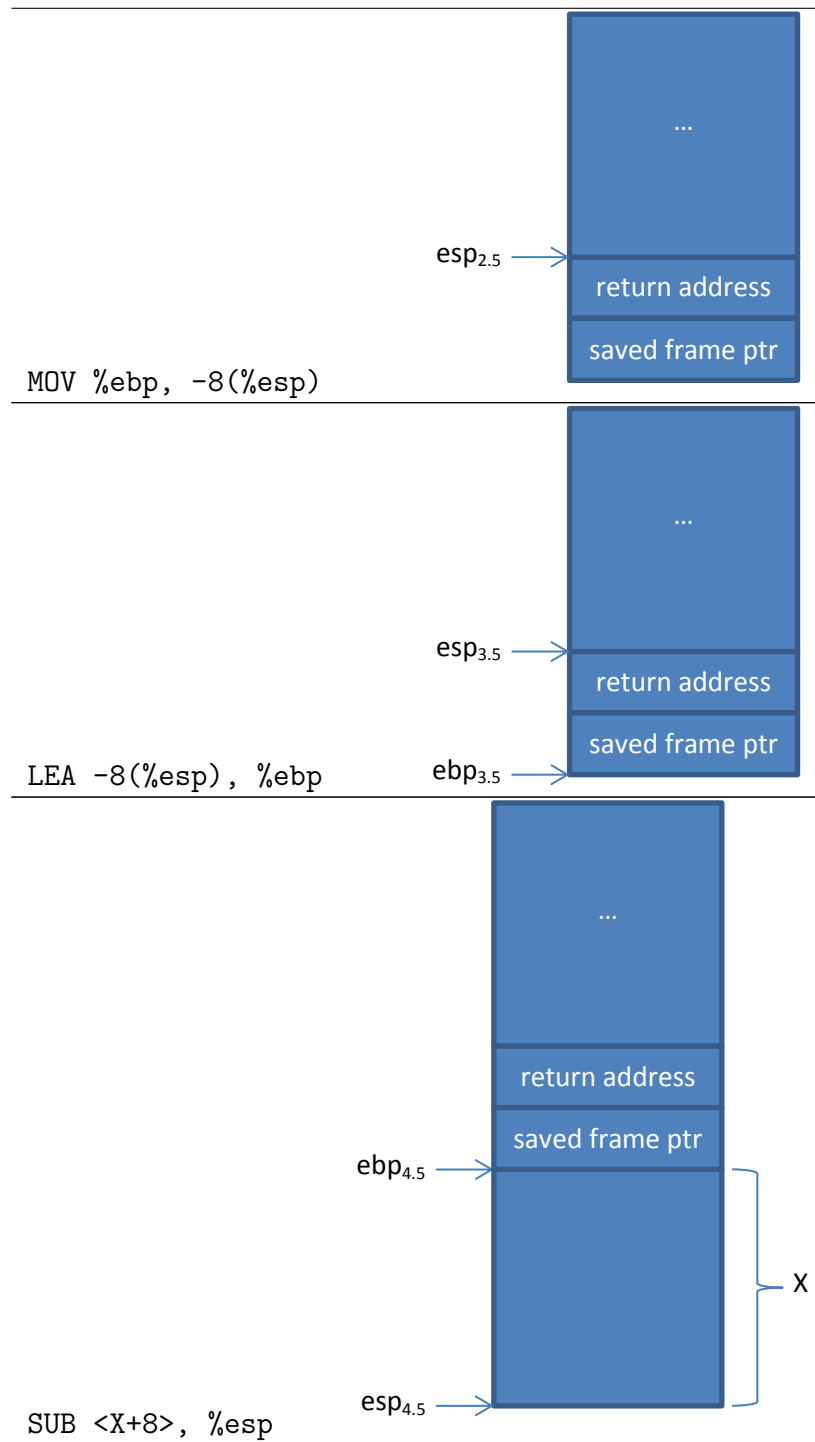 ...
esp2.5
return address
saved frame ptr
MOV %ebp, -8(%esp)
...
esp3.5
return address
saved frame ptr
LEA -8(%esp), %ebp
ebp3.5
...
return address
saved frame ptr
ebp4.5
X
esp4.5
SUB <X+8>, %esp